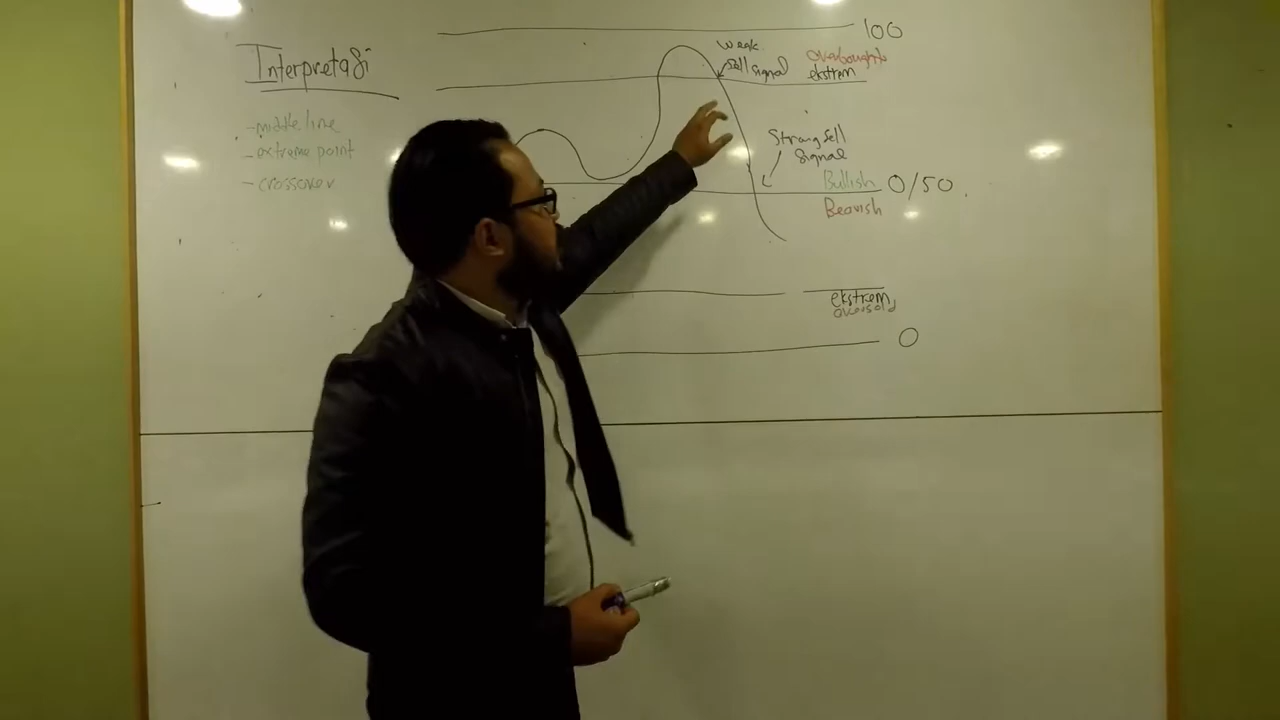 Interpretasi
- middle line
- extreme point
- crossover
100
weak
sell signal
overbought
ekstrem
Strong sell
signal
Bullish
0/50
Bearish
ekstrem
oversold
0